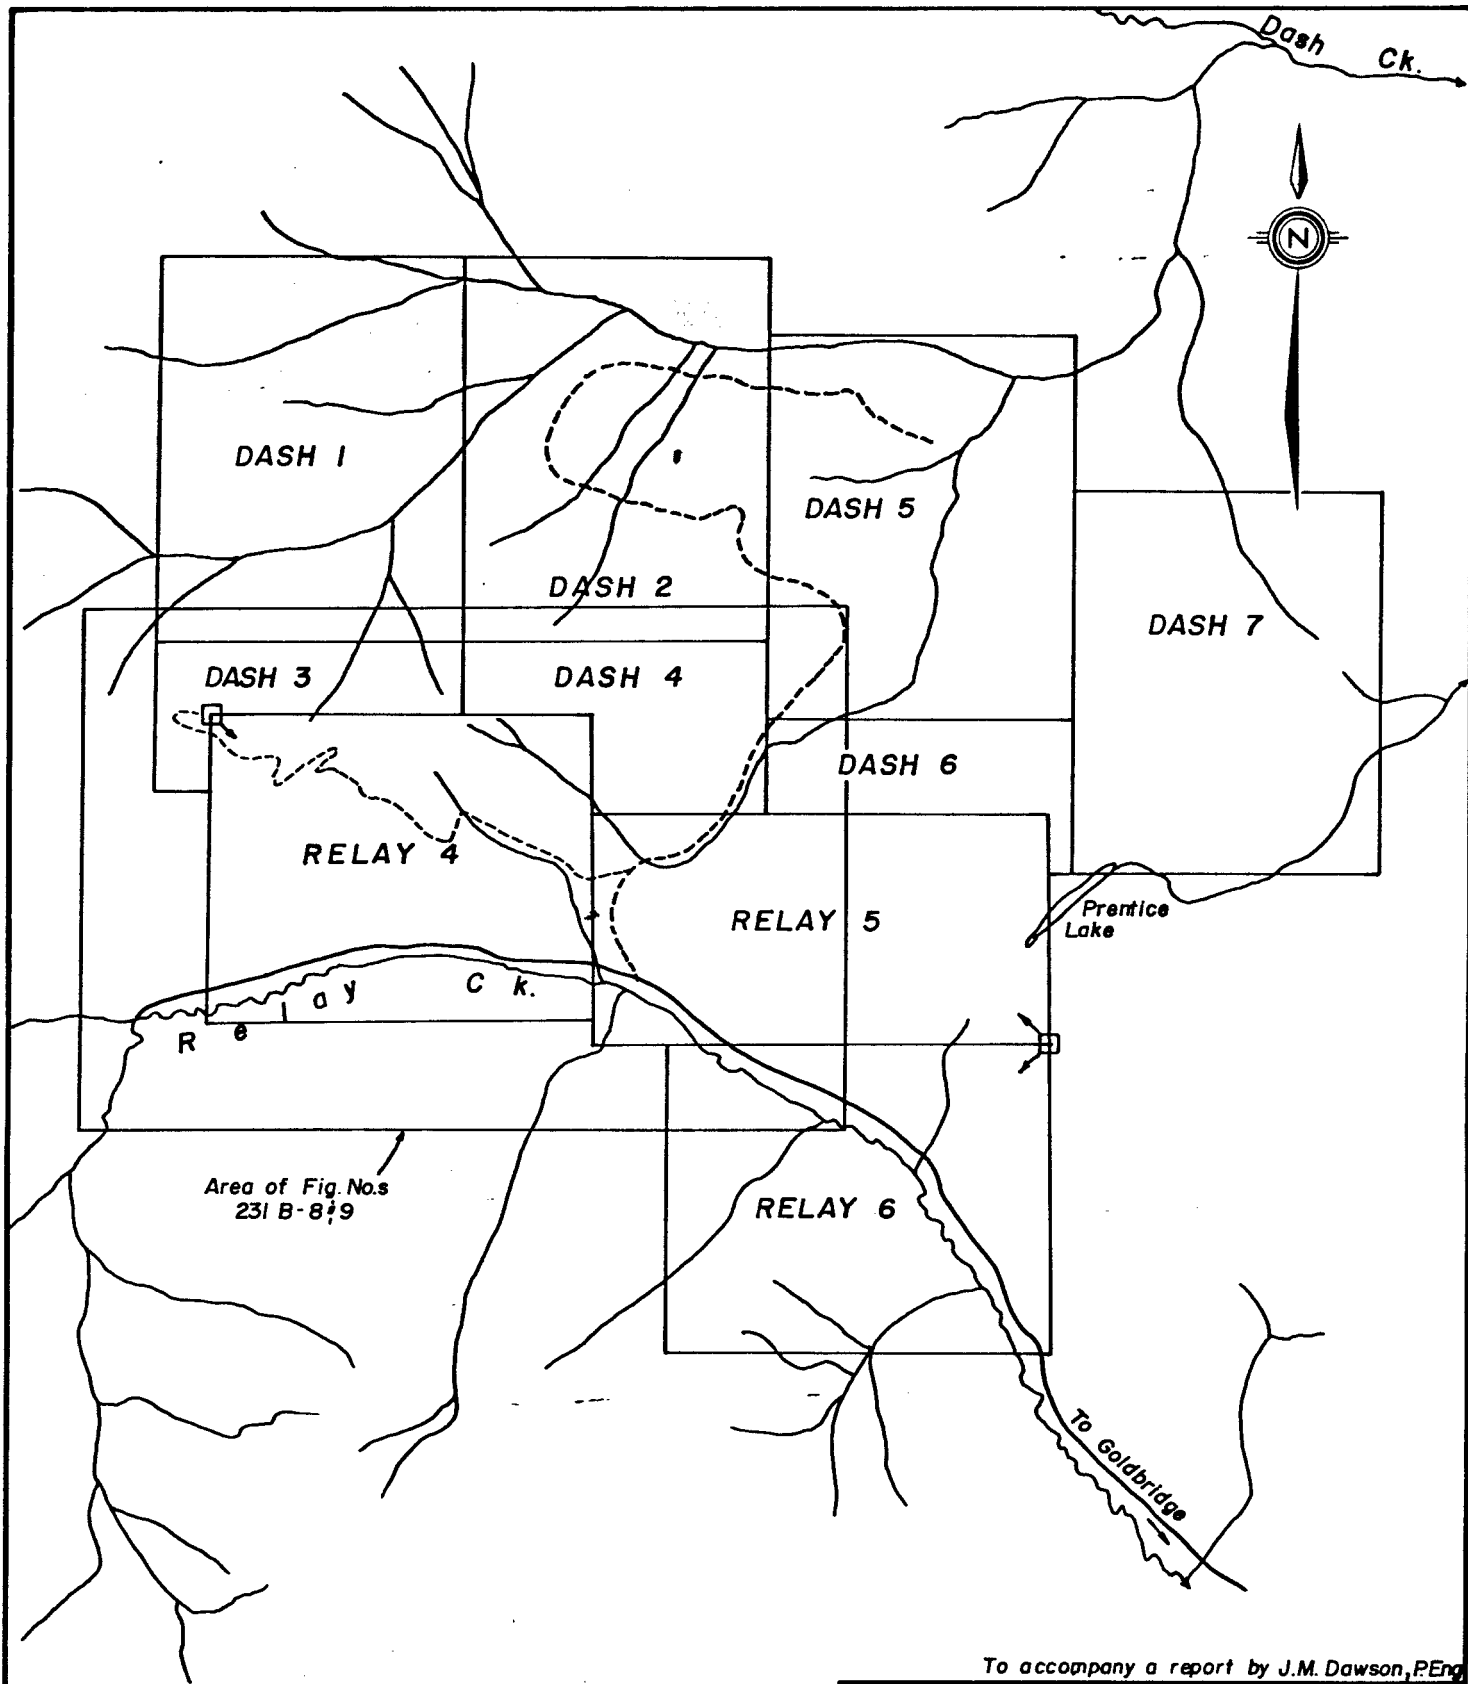 Dash Ck.
N
DASH 1
DASH 5
DASH 2
DASH 7
DASH 3
DASH 4
DASH 6
RELAY 4
RELAY 5
Prentice
Lake
Relay Ck.
Area of Fig. No.s
231 B-8 & 9
RELAY 6
To Goldbridge
To accompany a report by J.M. Dawson, P.Eng